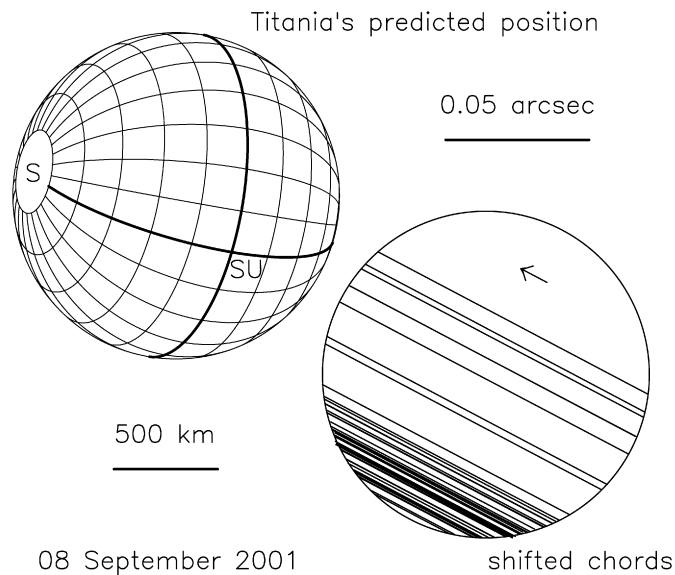 Titania's predicted position
0.05 arcsec
S
SU
500 km
08 September 2001
shifted chords